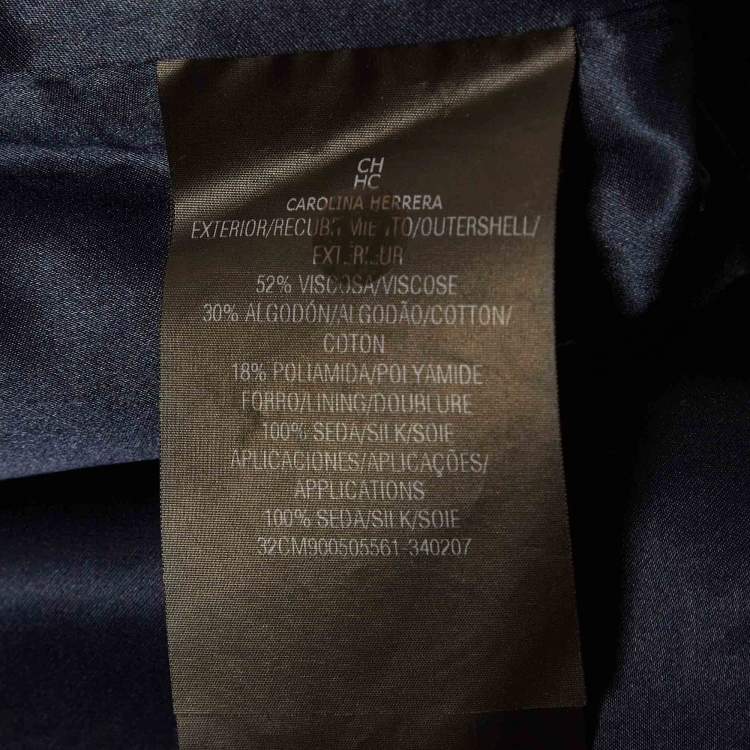 CH
HC
CAROLINA HERRERA
EXTERIOR/RECUBRIMIENTO/OUTERSHELL/
EXTÉRIEUR
52% VISCOSA/VISCOSE
30% ALGODÓN/ALGODÃO/COTTON/
COTON
18% POLIAMIDA/POLYAMIDE
FORRO/LINING/DOUBLURE
100% SEDA/SILK/SOIE
APLICACIONES/APLICAÇÕES/
APPLICATIONS
100% SEDA/SILK/SOIE
32CM900505561-340207